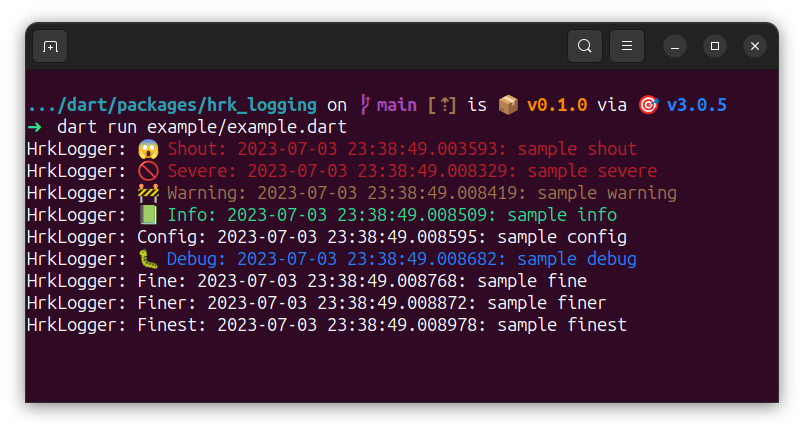 .../dart/packages/hrk_logging on main [⇡] is 📦 v0.1.0 via 🎯 v3.0.5
➜ dart run example/example.dart
HrkLogger: 😱 Shout: 2023-07-03 23:38:49.003593: sample shout
HrkLogger: 🚫 Severe: 2023-07-03 23:38:49.008329: sample severe
HrkLogger: 🚧 Warning: 2023-07-03 23:38:49.008419: sample warning
HrkLogger: 📗 Info: 2023-07-03 23:38:49.008509: sample info
HrkLogger: Config: 2023-07-03 23:38:49.008595: sample config
HrkLogger: 🐛 Debug: 2023-07-03 23:38:49.008682: sample debug
HrkLogger: Fine: 2023-07-03 23:38:49.008768: sample fine
HrkLogger: Finer: 2023-07-03 23:38:49.008872: sample finer
HrkLogger: Finest: 2023-07-03 23:38:49.008978: sample finest